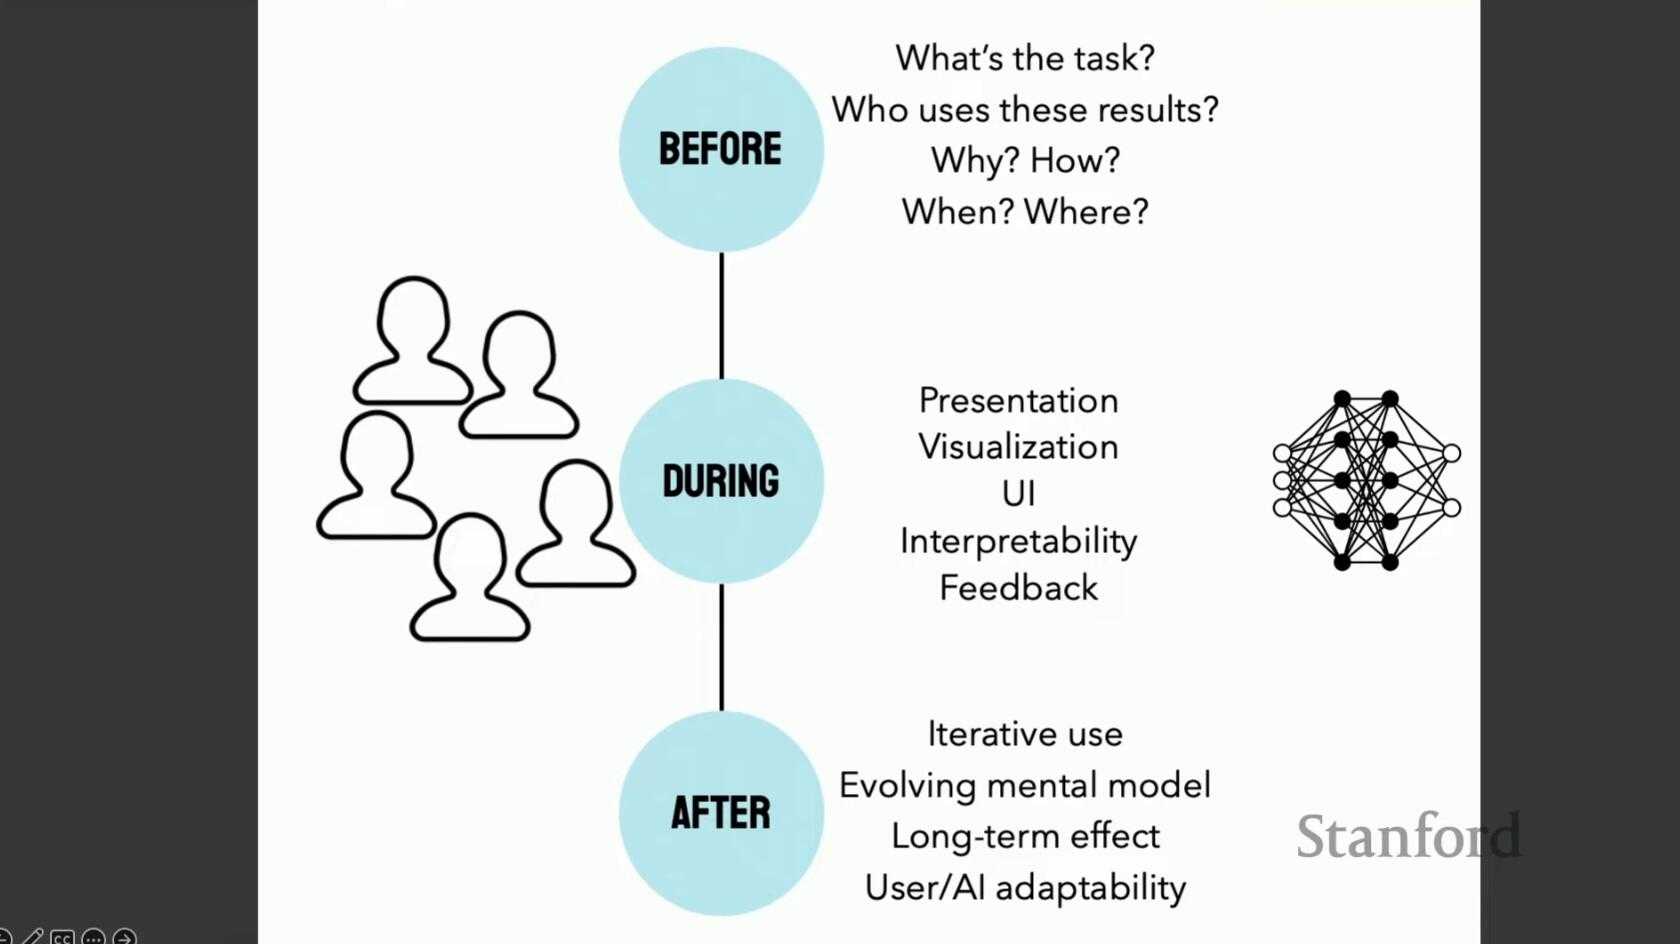 BEFORE
What's the task?
Who uses these results?
Why? How?
When? Where?
DURING
Presentation
Visualization
UI
Interpretability
Feedback
AFTER
Iterative use
Evolving mental model
Long-term effect
User/AI adaptability
Stanford
CC